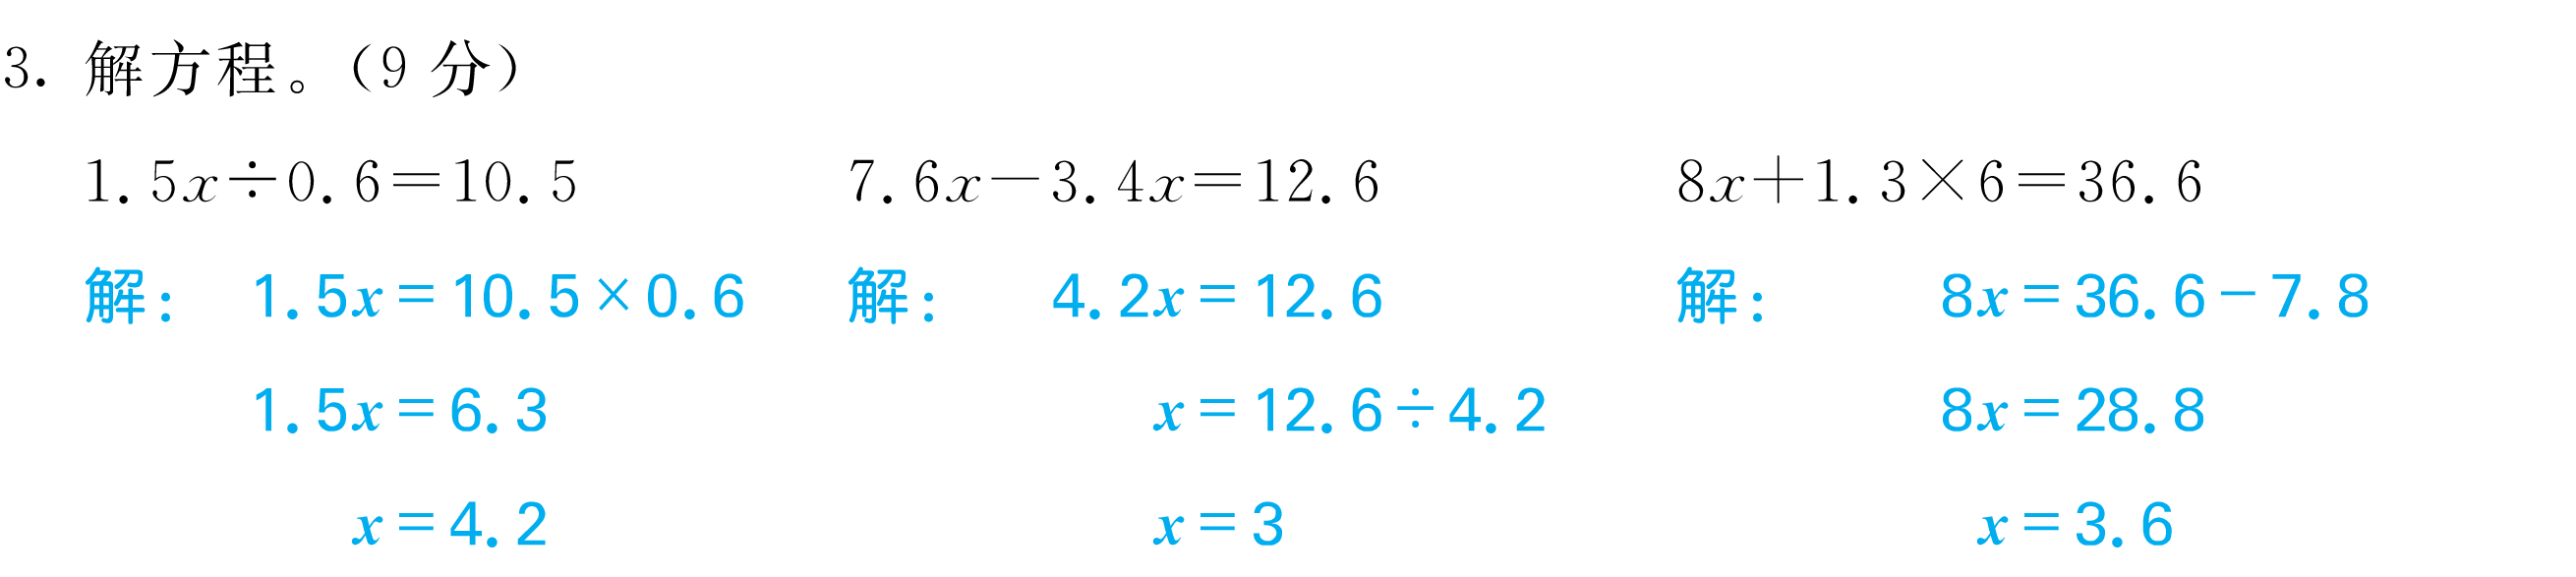 3. 解方程。(9 分)
1.5x÷0.6=10.5 7.6x-3.4x=12.6 8x+1.3×6=36.6
解: 1.5x=10.5×0.6 解: 4.2x=12.6 解: 8x=36.6-7.8
1.5x=6.3 x=12.6÷4.2 8x=28.8
x=4.2 x=3 x=3.6